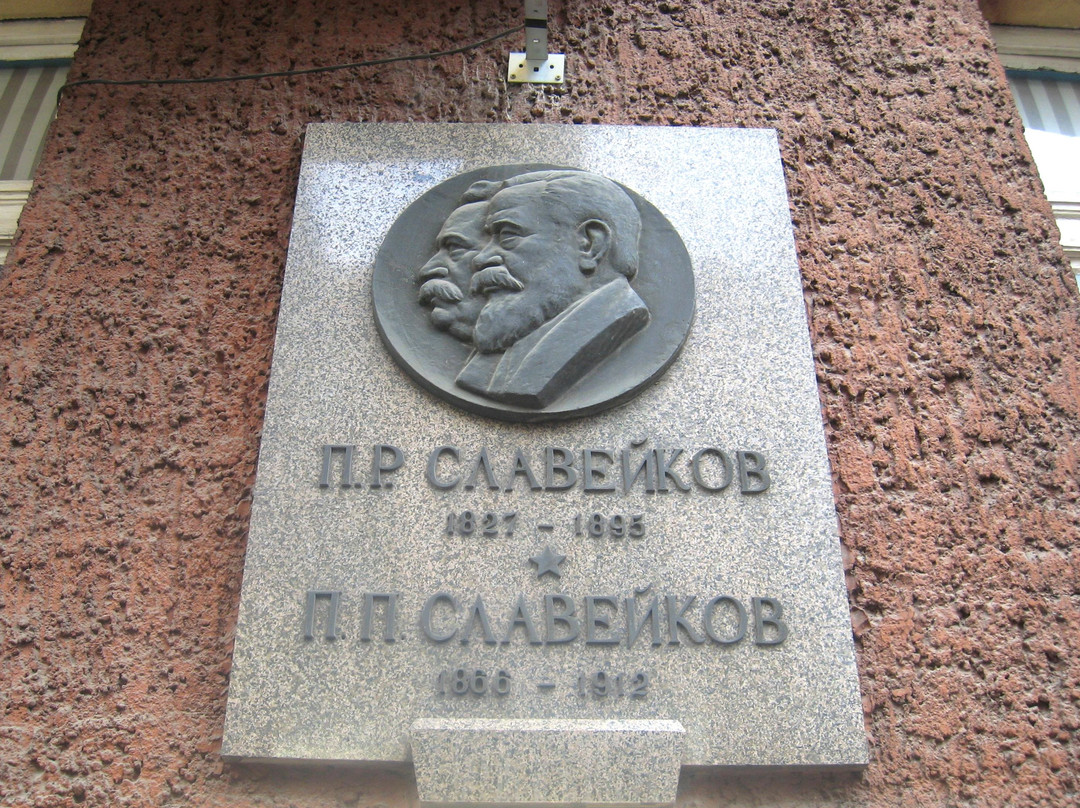 П.Р. СЛАВЕЙКОВ
1827 - 1895
П.П. СЛАВЕЙКОВ
1866 - 1912